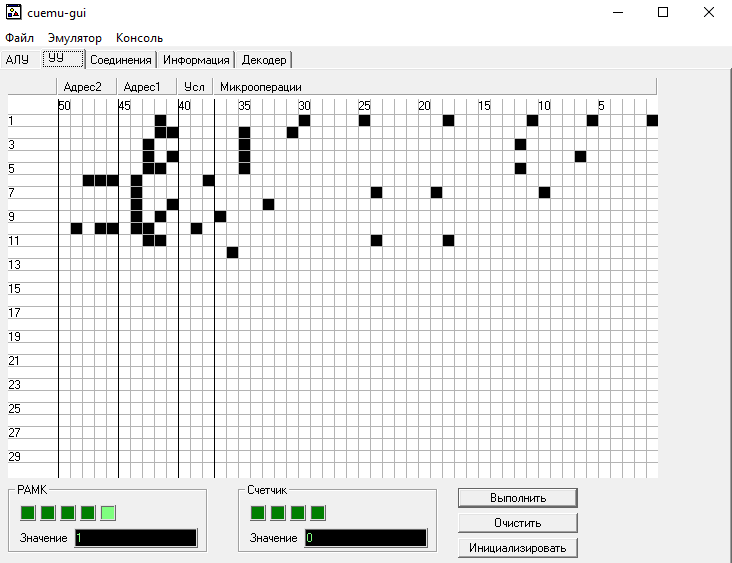 cuemu-gui
Файл Эмулятор Консоль
АЛУ УУ Соединения Информация Декодер
Адрес2 Адрес1 Усл Микрооперации
50 45 40 35 30 25 20 15 10 5
1
3
5
7
9
11
13
15
17
19
21
23
25
27
29
РАМК Счетчик Выполнить
Очистить
Значение 1 Значение 0 Инициализировать